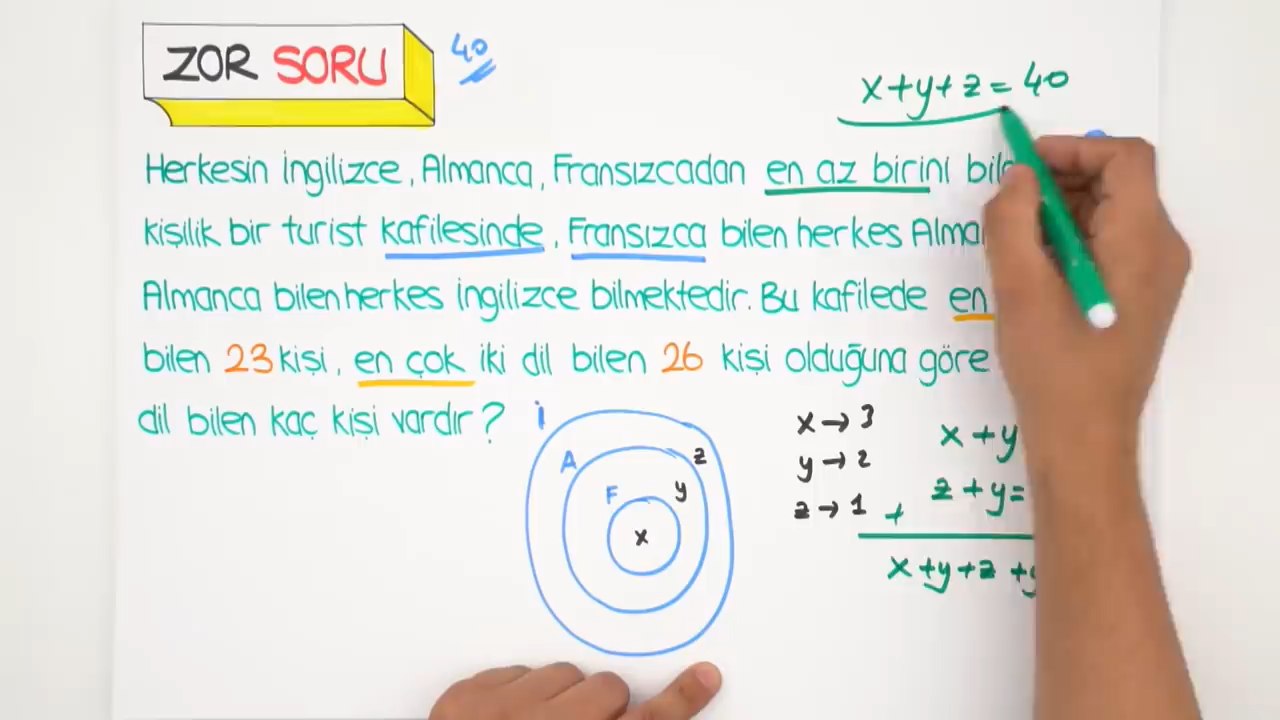 ZOR SORU
40
x+y+z=40
Herkesin İngilizce, Almanca, Fransızcadan en az birini
kişilik bir turist kafilesinde, Fransızca bilen herkes
Almanca bilen herkes ingilizce bilmektedir. Bu kafilede en
bilen 23 kişi, en çok iki dil bilen 26 kişi olduğuna göre
dil bilen kaç kişi vardır?
İ
A
F
x
y
z
x→3
y→2
z→1
x+y
z+y=
+
x+y+z+y